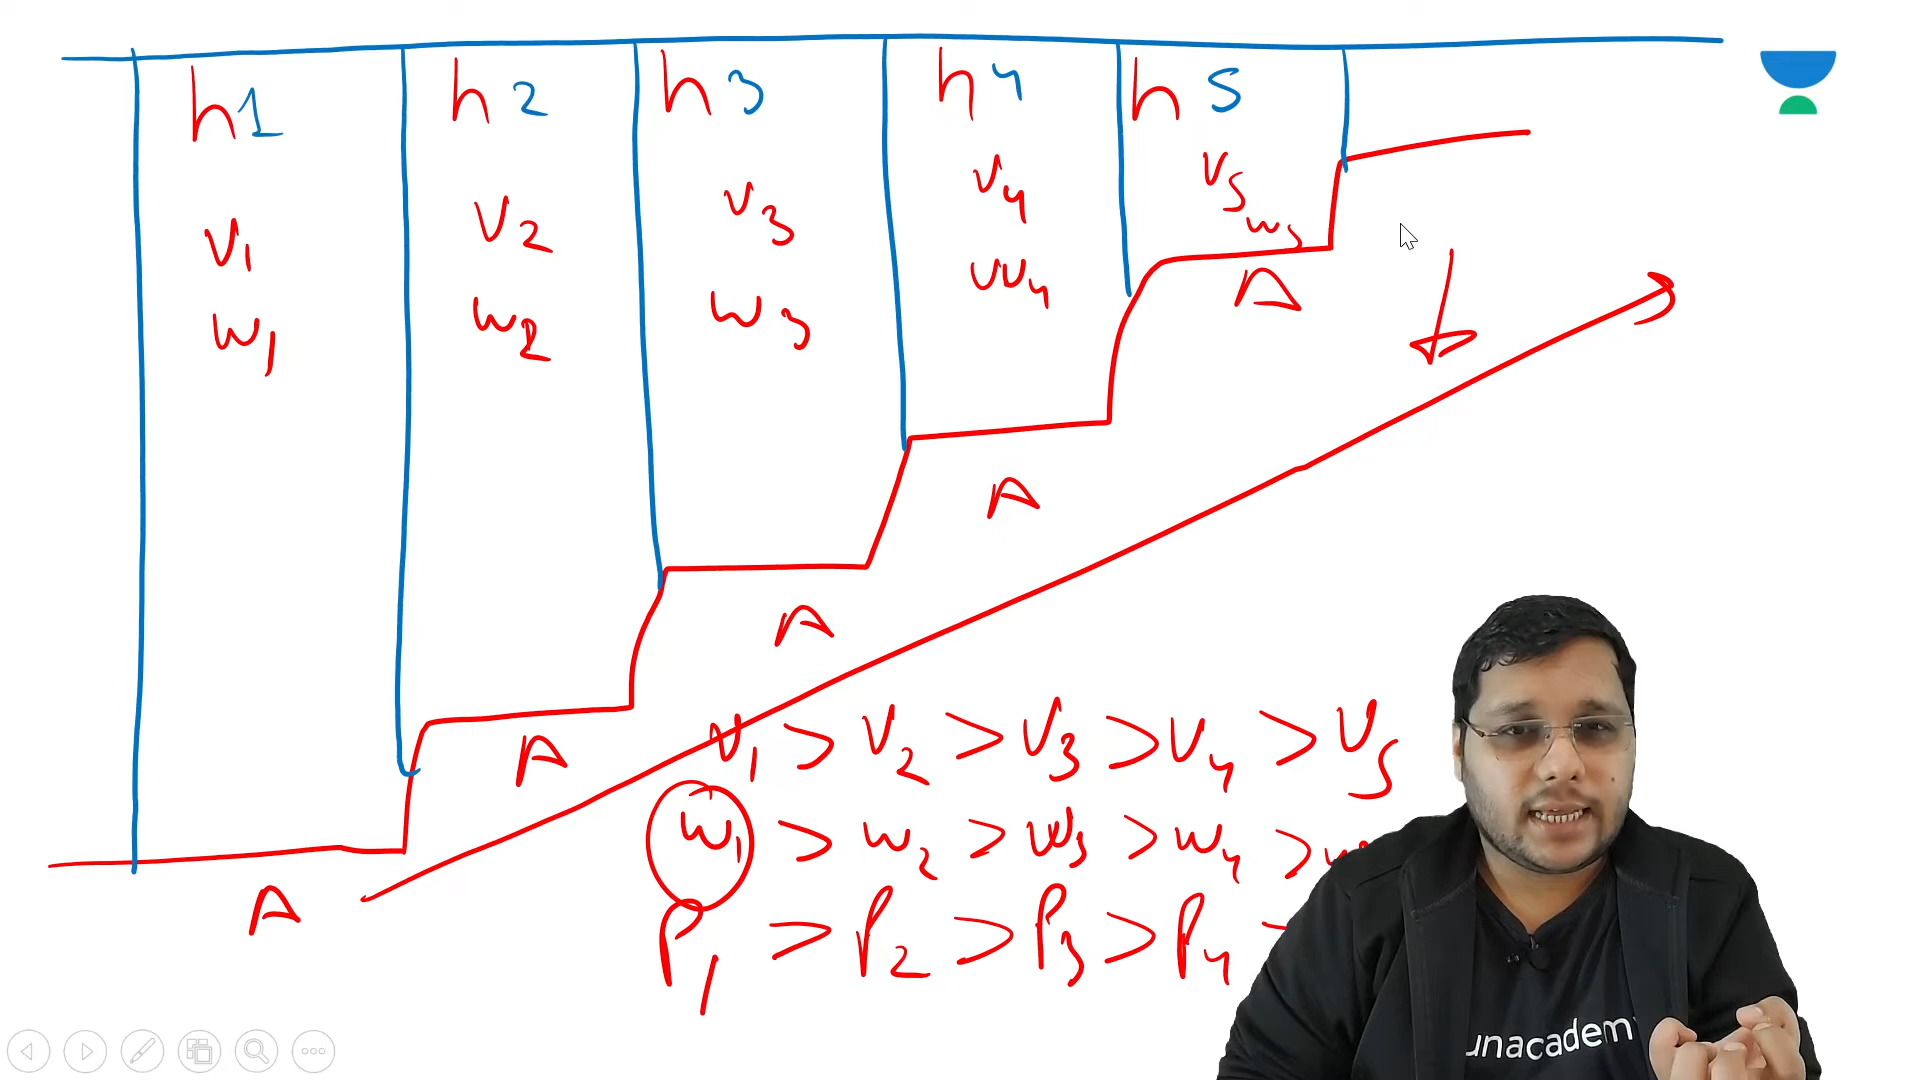 h1 h2 h3 h4 h5
v1 v2 v3 v4 v5
w1 w2 w3 w4 w5
A
A
A
A
A
v1 > v2 > v3 > v4 > v5
w1 > w2 > w3 > w4 >
P1 > P2 > P3 > P4 >
unacadem